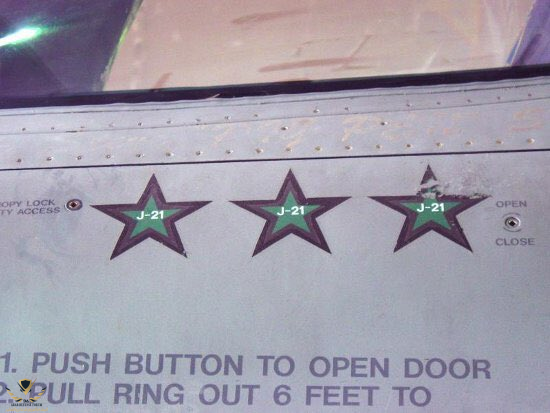 OPY LOCK
TY ACCESS
J-21
J-21
J-21
OPEN
CLOSE
1. PUSH BUTTON TO OPEN DOOR
2. PULL RING OUT 6 FEET TO